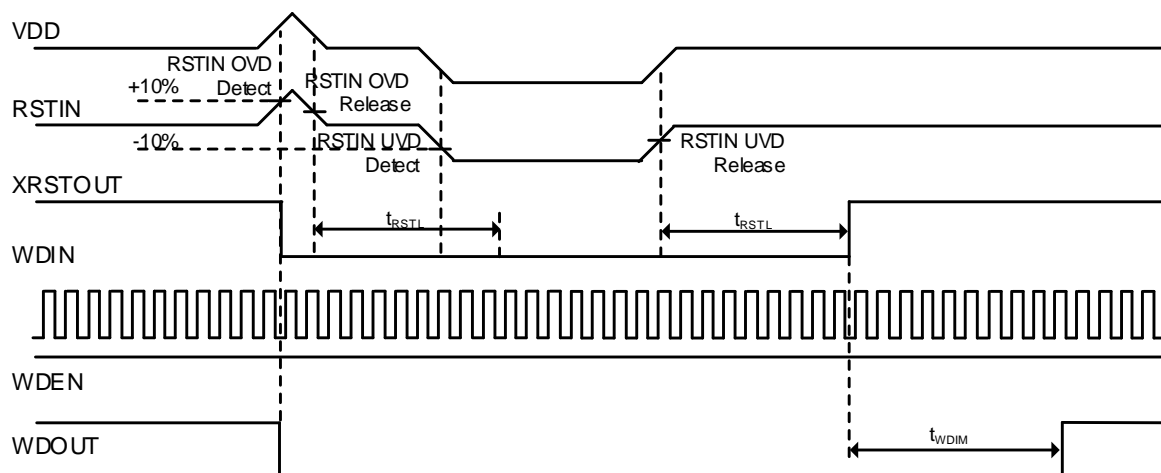 VDD
RSTIN OVD
Detect
+10%
RSTIN OVD
Release
RSTIN
-10%
RSTIN UVD
Detect
RSTIN UVD
Release
XRSTOUT
tRSTL
tRSTL
WDIN
WDEN
WDOUT
tWDIM